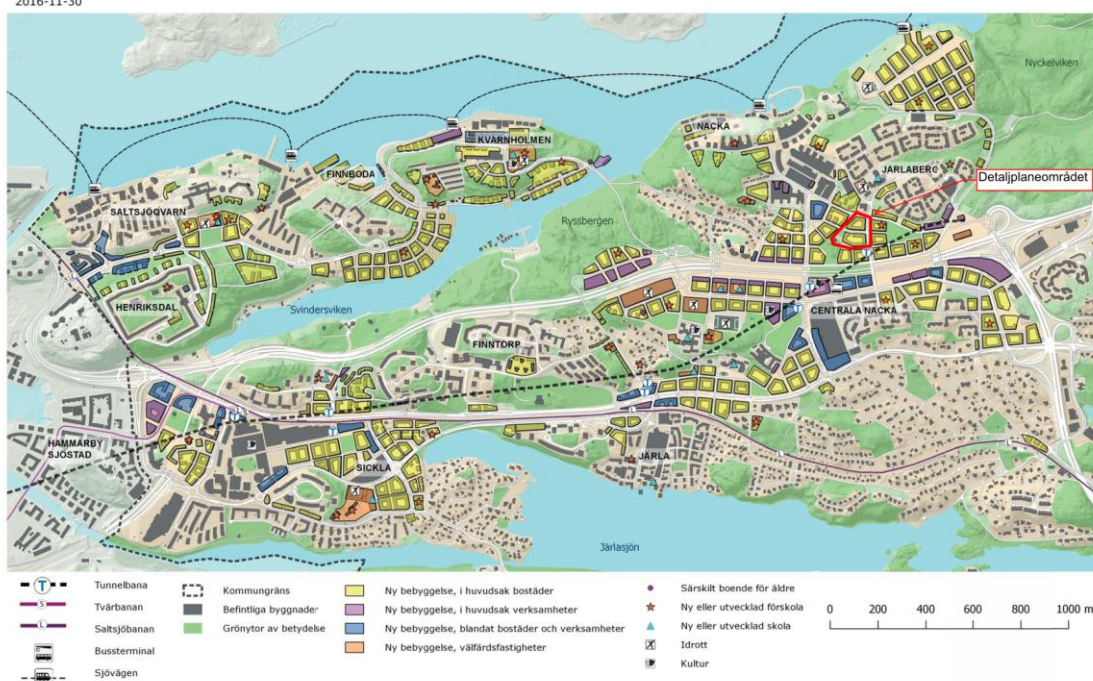 2016-11-30
Nyckelviken
NACKA
KVARNHOLMEN
JARLABERG
FINNBODA
Detaljplaneområdet
SALTSJÖQVARN
Ryssbergen
HENRIKSDAL
Svindersviken
CENTRALA NACKA
FINNTORP
HAMMARBY
SJÖSTAD
SICKLA
JÄRLA
Järlasjön
T Tunnelbana
S Tvärbanan
L Saltsjöbanan
Bussterminal
Sjövägen
Kommungräns
Befintliga byggnader
Grönytor av betydelse
Ny bebyggelse, i huvudsak bostäder
Ny bebyggelse, i huvudsak verksamheter
Ny bebyggelse, blandat bostäder och verksamheter
Ny bebyggelse, välfärdsfastigheter
Särskilt boende för äldre
Ny eller utvecklad förskola
Ny eller utvecklad skola
Idrott
Kultur
0 200 400 600 800 1000 m